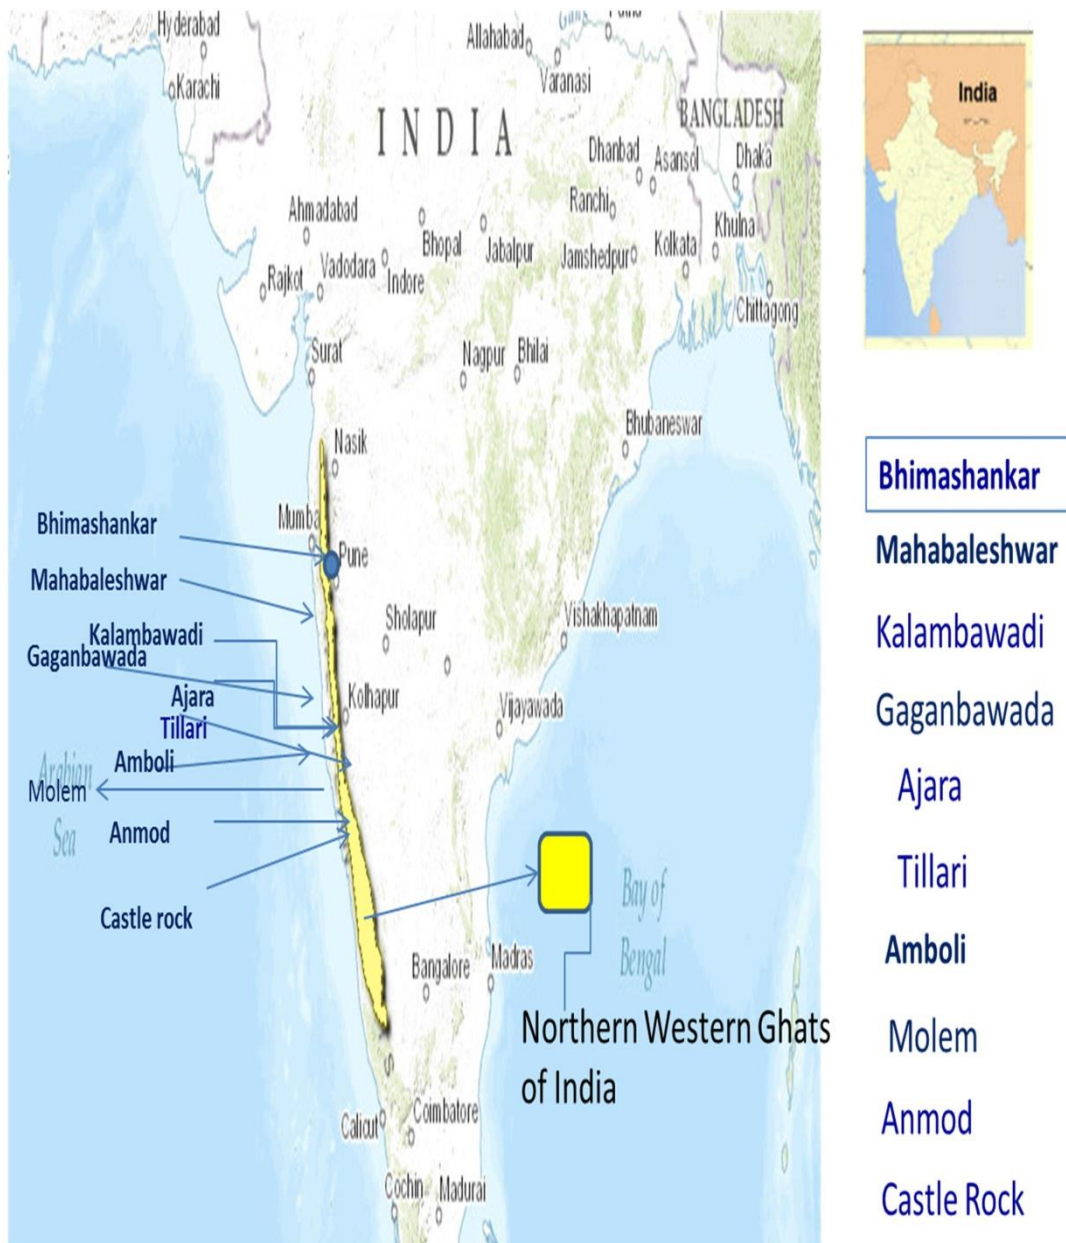 Hyderabad
Karachi
Allahabad
Varanasi
INDIA
BANGLADESH
Dhanbad
Asansol
Dhaka
Ranchi
Khulna
Ahmadabad
Bhopal
Jabalpur
Jamshedpur
Kolkata
Rajkot
Vadodara
Indore
Chittagong
Surat
Nagpur
Bhilai
Bhubaneswar
Nasik
Mumba
Pune
Bhimashankar
Mahabaleshwar
Sholapur
Vishakhapatnam
Kalambawadi
Gaganbawada
Ajara
Kolhapur
Tillari
Vijayawada
Amboli
Arabian
Sea
Molem
Anmod
Castle rock
Bay of
Bengal
Bangalore
Madras
Northern Western Ghats
of India
S
Calicut
Coimbatore
Cochin
Madurai
India
Bhimashankar
Mahabaleshwar
Kalambawadi
Gaganbawada
Ajara
Tillari
Amboli
Molem
Anmod
Castle Rock